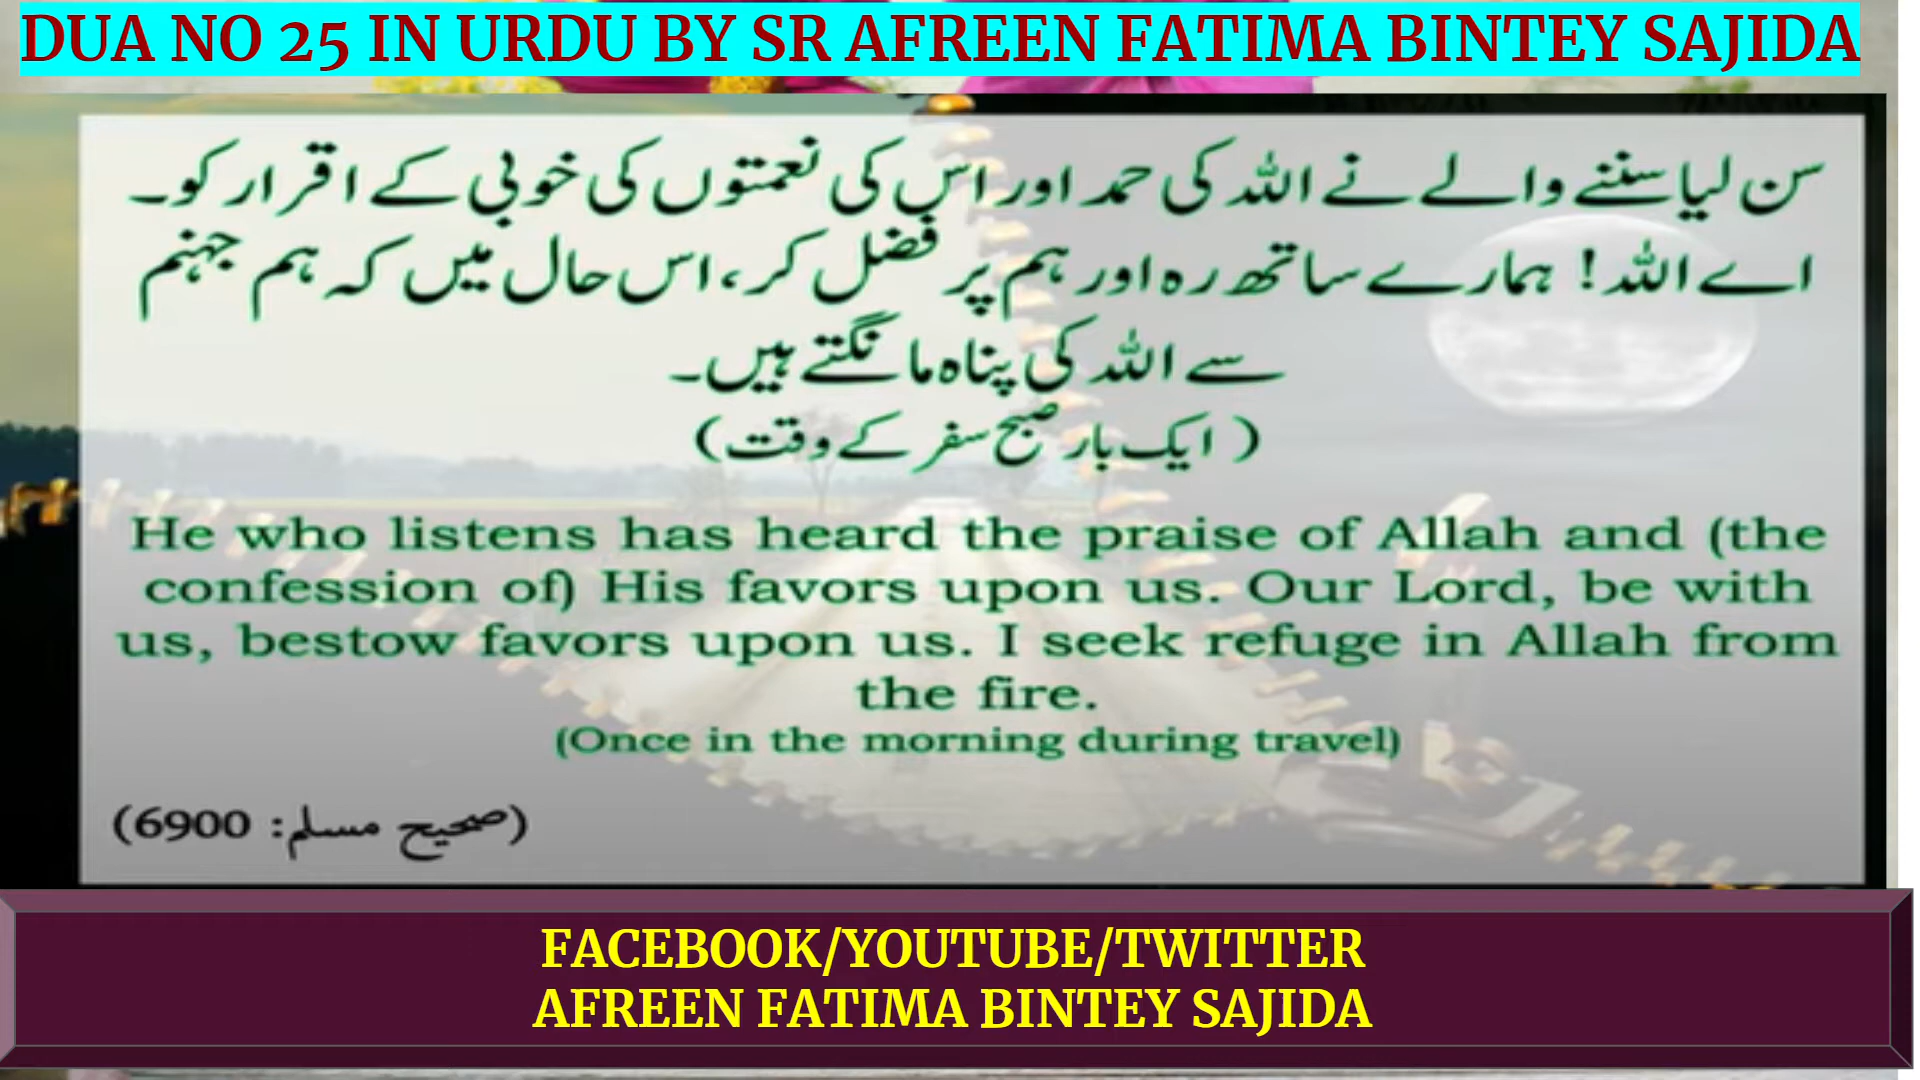 DUA NO 25 IN URDU BY SR AFREEN FATIMA BINTEY SAJIDA
سن لیا سننے والے نے اللہ کی حمد اور اس کی نعمتوں کی خوبی کے اقرار کو۔
اے اللہ! ہمارے ساتھ رہ اور ہم پر فضل کر، اس حال میں کہ ہم جہنم
سے اللہ کی پناہ مانگتے ہیں۔
(ایک بار صبح سفر کے وقت)
He who listens has heard the praise of Allah and (the
confession of) His favors upon us. Our Lord, be with
us, bestow favors upon us. I seek refuge in Allah from
the fire.
(Once in the morning during travel)
(صحیح مسلم: 6900)
FACEBOOK/YOUTUBE/TWITTER
AFREEN FATIMA BINTEY SAJIDA